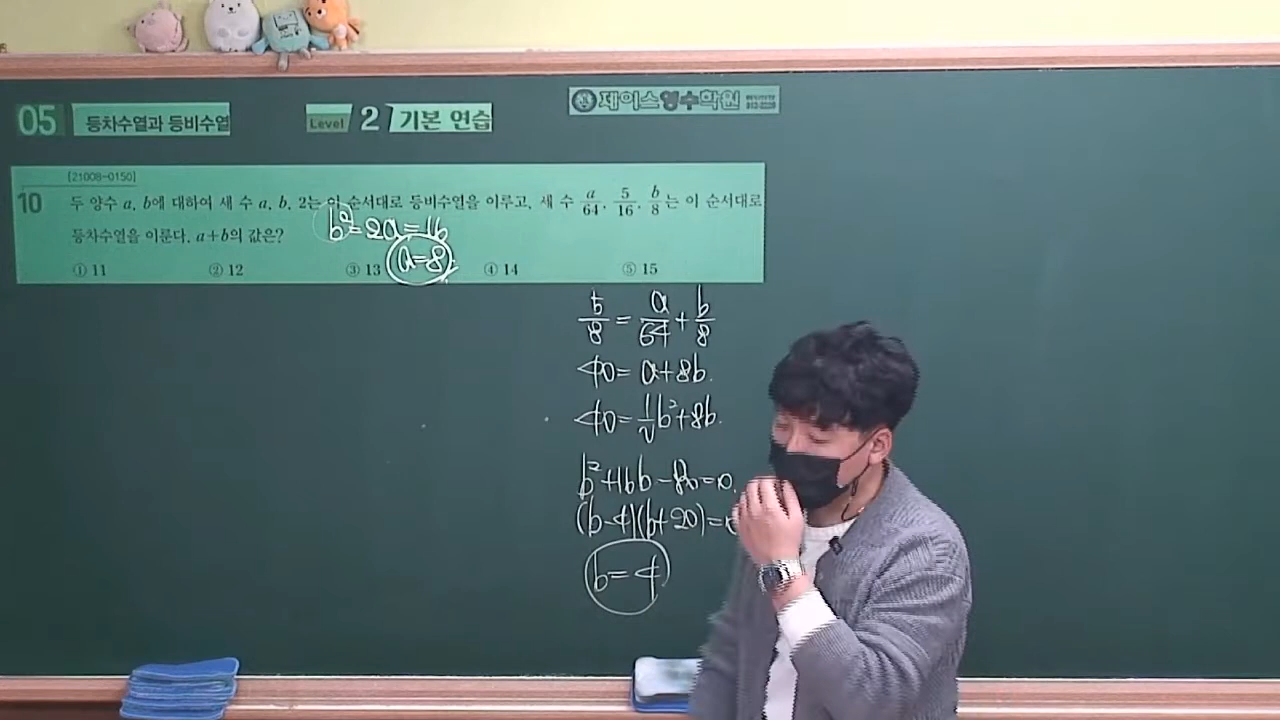 05 등차수열과 등비수열 Level 2 기본 연습
제이스영수학원
[21008-0150]
10 두 양수 a, b에 대하여 세 수 a, b, 2는 이 순서대로 등비수열을 이루고, 세 수 a/64, 5/16, b/8는 이 순서대로
등차수열을 이룬다. a+b의 값은?
① 11 ② 12 ③ 13 ④ 14 ⑤ 15
b²=2a=16
a=8
5/8 = a/64 + b/8
40 = a+8b.
40 = 1/2 b²+8b.
b²+16b-80=0.
(b-4)(b+20)=0
b=4